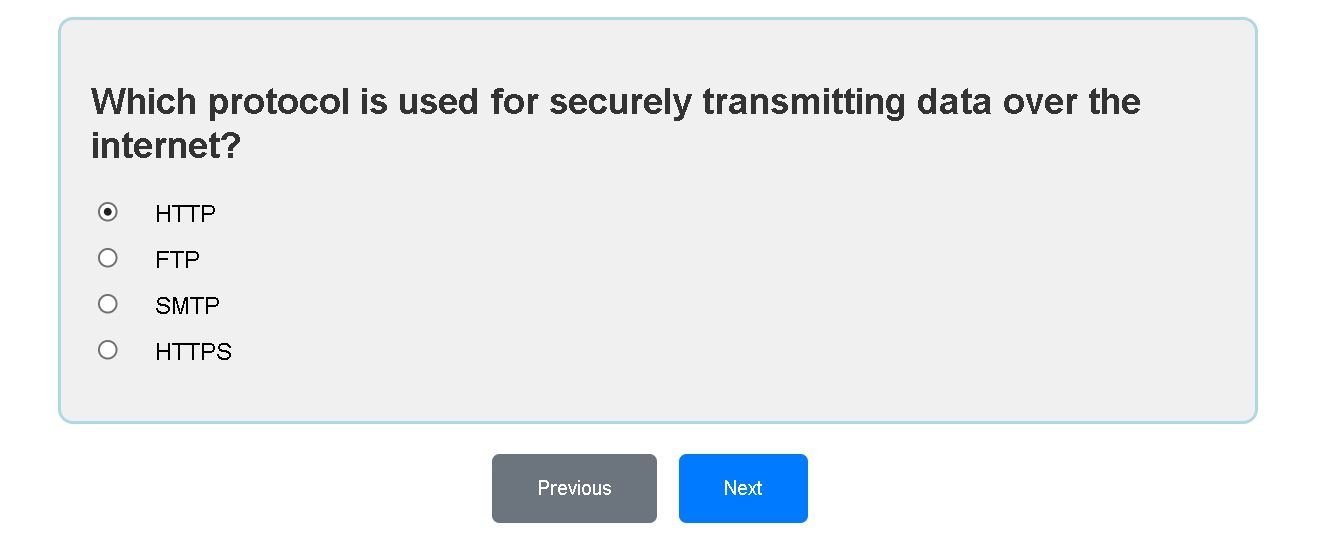 Which protocol is used for securely transmitting data over the
internet?
HTTP
FTP
SMTP
HTTPS
Previous
Next